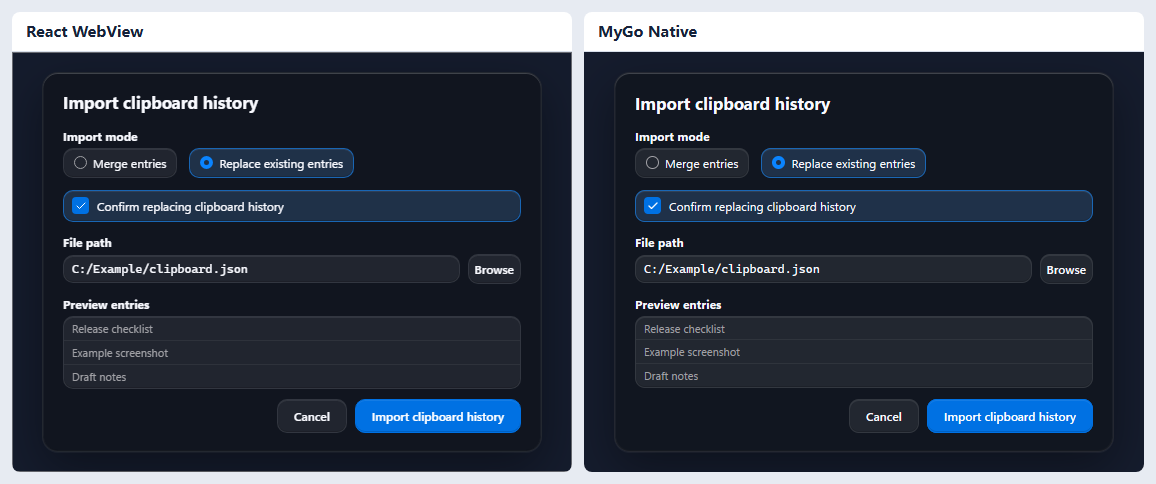 React WebView
Import clipboard history
Import mode
Merge entries
Replace existing entries
Confirm replacing clipboard history
File path
C:/Example/clipboard.json
Browse
Preview entries
Release checklist
Example screenshot
Draft notes
Cancel
Import clipboard history
MyGo Native
Import clipboard history
Import mode
Merge entries
Replace existing entries
Confirm replacing clipboard history
File path
C:/Example/clipboard.json
Browse
Preview entries
Release checklist
Example screenshot
Draft notes
Cancel
Import clipboard history